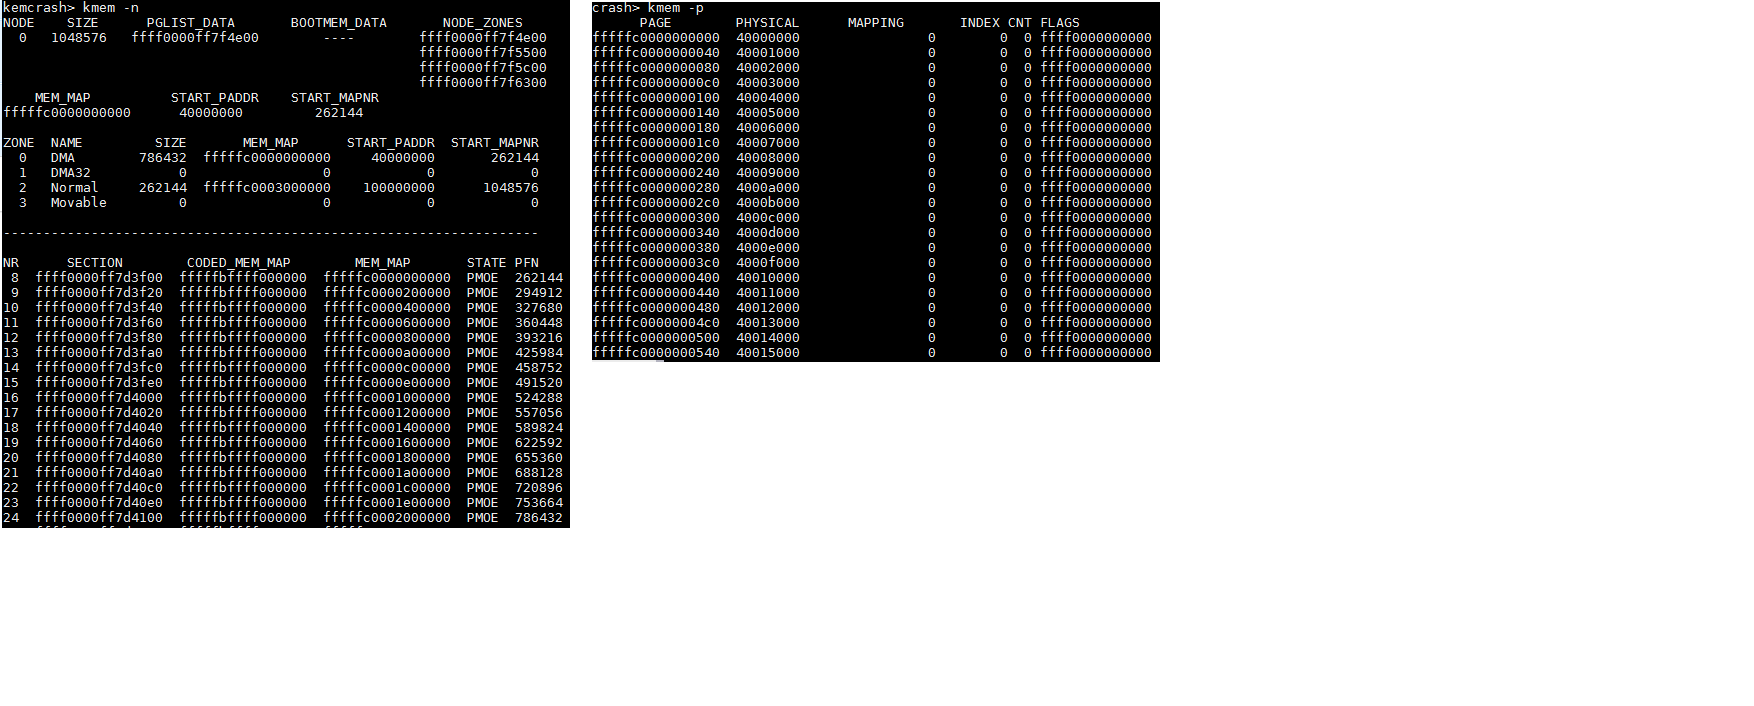 kemcrash> kmem -n
NODE SIZE PGLIST_DATA BOOTMEM_DATA NODE_ZONES
0 1048576 ffff0000ff7f4e00 ---- ffff0000ff7f4e00
ffff0000ff7f5500
ffff0000ff7f5c00
ffff0000ff7f6300
MEM_MAP START_PADDR START_MAPNR
fffffc0000000000 40000000 262144
ZONE NAME SIZE MEM_MAP START_PADDR START_MAPNR
0 DMA 786432 fffffc0000000000 40000000 262144
1 DMA32 0 0 0 0
2 Normal 262144 fffffc0003000000 100000000 1048576
3 Movable 0 0 0 0
-------------------------------------------------------------------
NR SECTION CODED_MEM_MAP MEM_MAP STATE PFN
8 ffff0000ff7d3f00 fffffbffff000000 fffffc0000000000 PMOE 262144
9 ffff0000ff7d3f20 fffffbffff000000 fffffc0000200000 PMOE 294912
10 ffff0000ff7d3f40 fffffbffff000000 fffffc0000400000 PMOE 327680
11 ffff0000ff7d3f60 fffffbffff000000 fffffc0000600000 PMOE 360448
12 ffff0000ff7d3f80 fffffbffff000000 fffffc0000800000 PMOE 393216
13 ffff0000ff7d3fa0 fffffbffff000000 fffffc0000a00000 PMOE 425984
14 ffff0000ff7d3fc0 fffffbffff000000 fffffc0000c00000 PMOE 458752
15 ffff0000ff7d3fe0 fffffbffff000000 fffffc0000e00000 PMOE 491520
16 ffff0000ff7d4000 fffffbffff000000 fffffc0001000000 PMOE 524288
17 ffff0000ff7d4020 fffffbffff000000 fffffc0001200000 PMOE 557056
18 ffff0000ff7d4040 fffffbffff000000 fffffc0001400000 PMOE 589824
19 ffff0000ff7d4060 fffffbffff000000 fffffc0001600000 PMOE 622592
20 ffff0000ff7d4080 fffffbffff000000 fffffc0001800000 PMOE 655360
21 ffff0000ff7d40a0 fffffbffff000000 fffffc0001a00000 PMOE 688128
22 ffff0000ff7d40c0 fffffbffff000000 fffffc0001c00000 PMOE 720896
23 ffff0000ff7d40e0 fffffbffff000000 fffffc0001e00000 PMOE 753664
24 ffff0000ff7d4100 fffffbffff000000 fffffc0002000000 PMOE 786432
crash> kmem -p
PAGE PHYSICAL MAPPING INDEX CNT FLAGS
fffffc0000000000 40000000 0 0 0 ffff0000000000
fffffc0000000040 40001000 0 0 0 ffff0000000000
fffffc0000000080 40002000 0 0 0 ffff0000000000
fffffc00000000c0 40003000 0 0 0 ffff0000000000
fffffc0000000100 40004000 0 0 0 ffff0000000000
fffffc0000000140 40005000 0 0 0 ffff0000000000
fffffc0000000180 40006000 0 0 0 ffff0000000000
fffffc00000001c0 40007000 0 0 0 ffff0000000000
fffffc0000000200 40008000 0 0 0 ffff0000000000
fffffc0000000240 40009000 0 0 0 ffff0000000000
fffffc0000000280 4000a000 0 0 0 ffff0000000000
fffffc00000002c0 4000b000 0 0 0 ffff0000000000
fffffc0000000300 4000c000 0 0 0 ffff0000000000
fffffc0000000340 4000d000 0 0 0 ffff0000000000
fffffc0000000380 4000e000 0 0 0 ffff0000000000
fffffc00000003c0 4000f000 0 0 0 ffff0000000000
fffffc0000000400 40010000 0 0 0 ffff0000000000
fffffc0000000440 40011000 0 0 0 ffff0000000000
fffffc0000000480 40012000 0 0 0 ffff0000000000
fffffc00000004c0 40013000 0 0 0 ffff0000000000
fffffc0000000500 40014000 0 0 0 ffff0000000000
fffffc0000000540 40015000 0 0 0 ffff0000000000